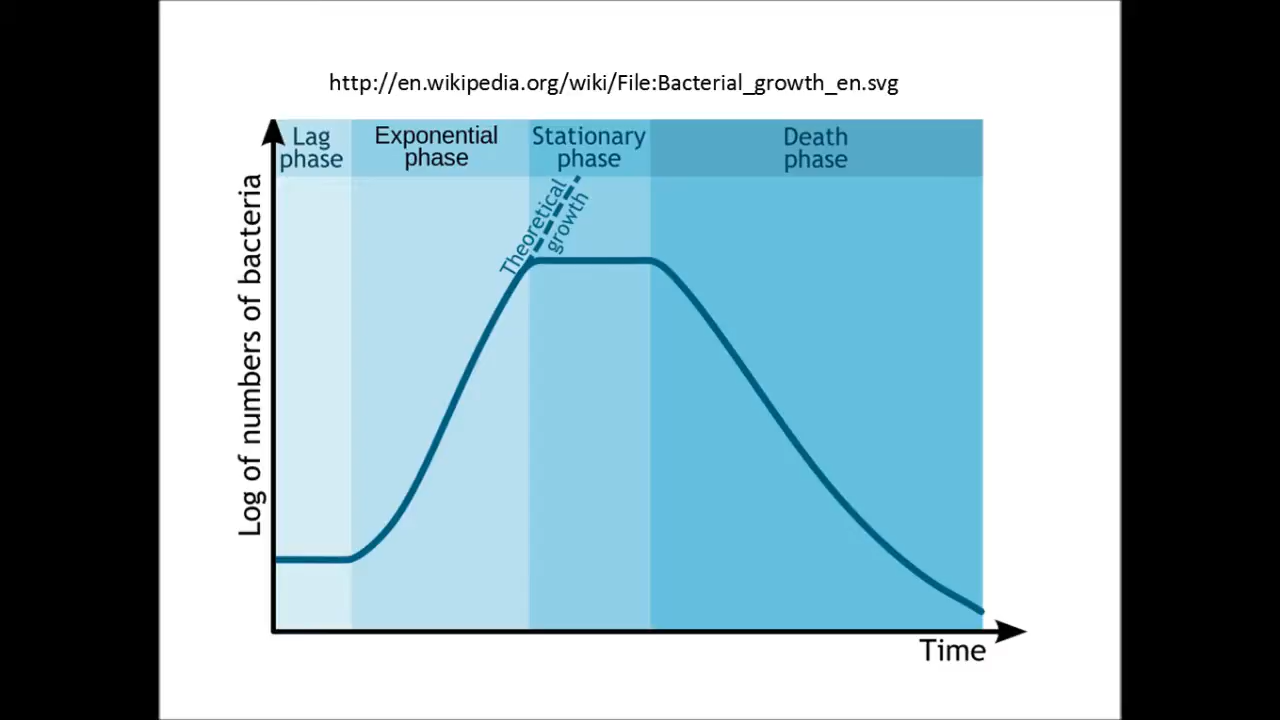 http://en.wikipedia.org/wiki/File:Bacterial_growth_en.svg
Lag
phase
Exponential
phase
Stationary
phase
Death
phase
Theoretical
growth
Log of numbers of bacteria
Time